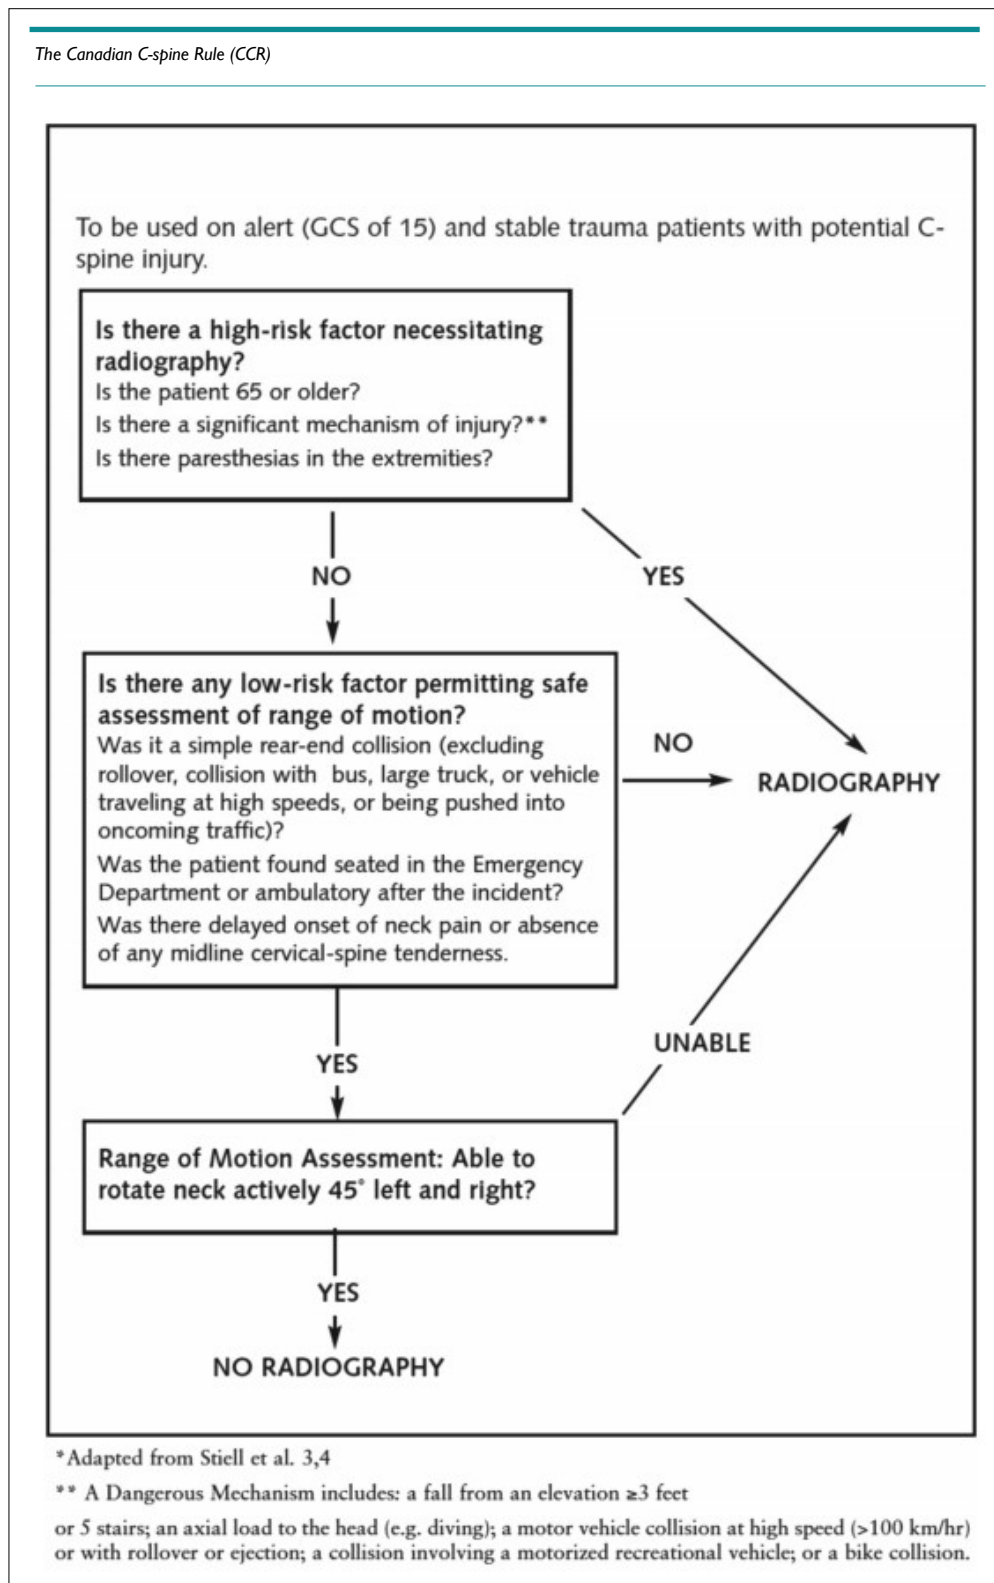 The Canadian C-spine Rule (CCR)
To be used on alert (GCS of 15) and stable trauma patients with potential C-
spine injury.
Is there a high-risk factor necessitating
radiography?
Is the patient 65 or older?
Is there a significant mechanism of injury?**
Is there paresthesias in the extremities?
NO
YES
Is there any low-risk factor permitting safe
assessment of range of motion?
Was it a simple rear-end collision (excluding
rollover, collision with bus, large truck, or vehicle
traveling at high speeds, or being pushed into
oncoming traffic)?
Was the patient found seated in the Emergency
Department or ambulatory after the incident?
Was there delayed onset of neck pain or absence
of any midline cervical-spine tenderness.
NO
RADIOGRAPHY
YES
UNABLE
Range of Motion Assessment: Able to
rotate neck actively 45° left and right?
YES
NO RADIOGRAPHY
*Adapted from Stiell et al. 3,4
** A Dangerous Mechanism includes: a fall from an elevation ≥3 feet
or 5 stairs; an axial load to the head (e.g. diving); a motor vehicle collision at high speed (>100 km/hr)
or with rollover or ejection; a collision involving a motorized recreational vehicle; or a bike collision.